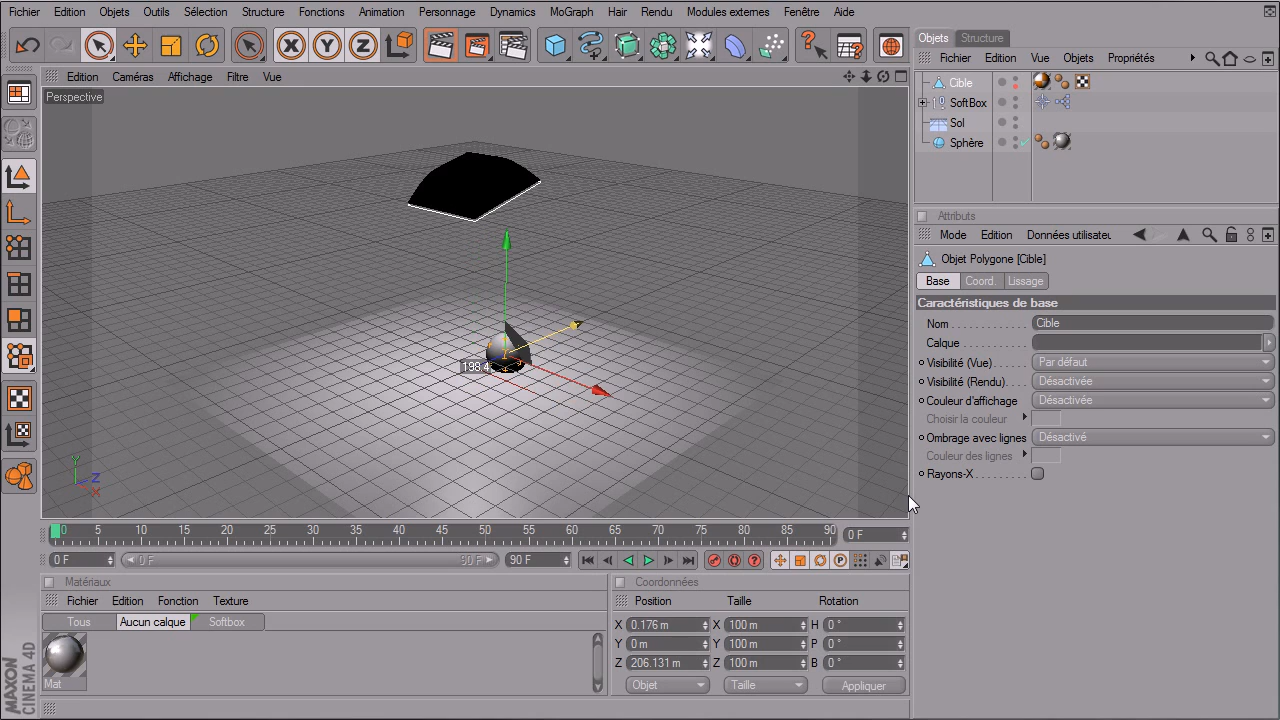 Fichier Edition Objets Outils Sélection Structure Fonctions Animation Personnage Dynamics MoGraph Hair Rendu Modules externes Fenêtre Aide
Objets Structure
Fichier Edition Vue Objets Propriétés
Edition Caméras Affichage Filtre Vue
Perspective
Cible
SoftBox
Sol
Sphère
Attributs
Mode Edition Données utilisateu
Objet Polygone [Cible]
Base Coord. Lissage
Caractéristiques de base
Nom Cible
Calque
Visibilité (Vue) Par défaut
Visibilité (Rendu) Désactivée
Couleur d'affichage Désactivée
Choisir la couleur
Ombrage avec lignes Désactivé
Couleur des lignes
Rayons-X
198.4
Y
Z
X
0 5 10 15 20 25 30 35 40 45 50 55 60 65 70 75 80 85 90
0 F
0 F 0 F 90 F 90 F
Matériaux
Fichier Edition Fonction Texture
Tous Aucun calque Softbox
Mat
Coordonnées
Position Taille Rotation
X 0.176 m X 100 m H 0 °
Y 0 m Y 100 m P 0 °
Z 206.131 m Z 100 m B 0 °
Objet Taille Appliquer
MAXON
CINEMA 4D